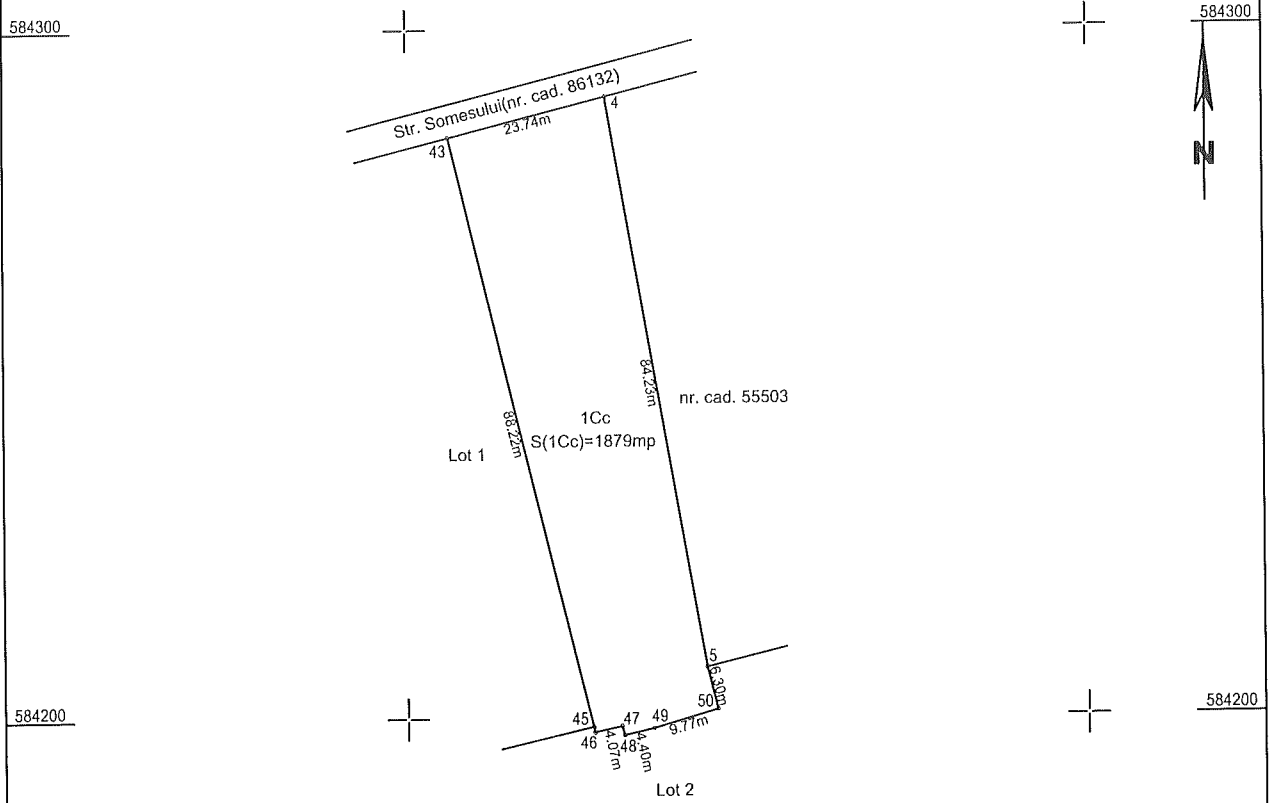 584300
584300
Str. Somesului(nr. cad. 86132)
4
23.74m
43
N
84.23m
nr. cad. 55503
88.22m
1Cc
S(1Cc)=1879mp
Lot 1
5
6.30m
50
584200
584200
45
47
49
9.77m
46
4.07m
48
4.40m
Lot 2